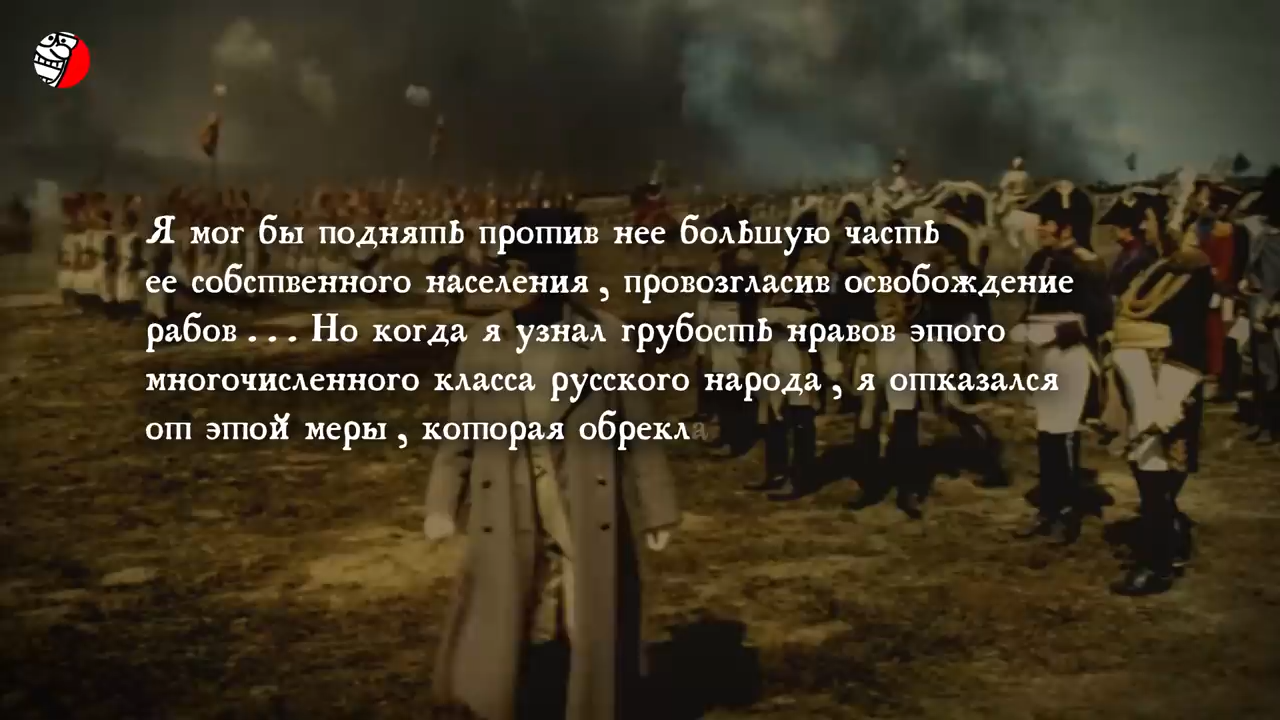 Я мог бы поднять против нее большую часть
ее собственного населения, провозгласив освобождение
рабов... Но когда я узнал грубость нравов этого
многочисленного класса русского народа, я отказался
от этой меры, которая обрекла